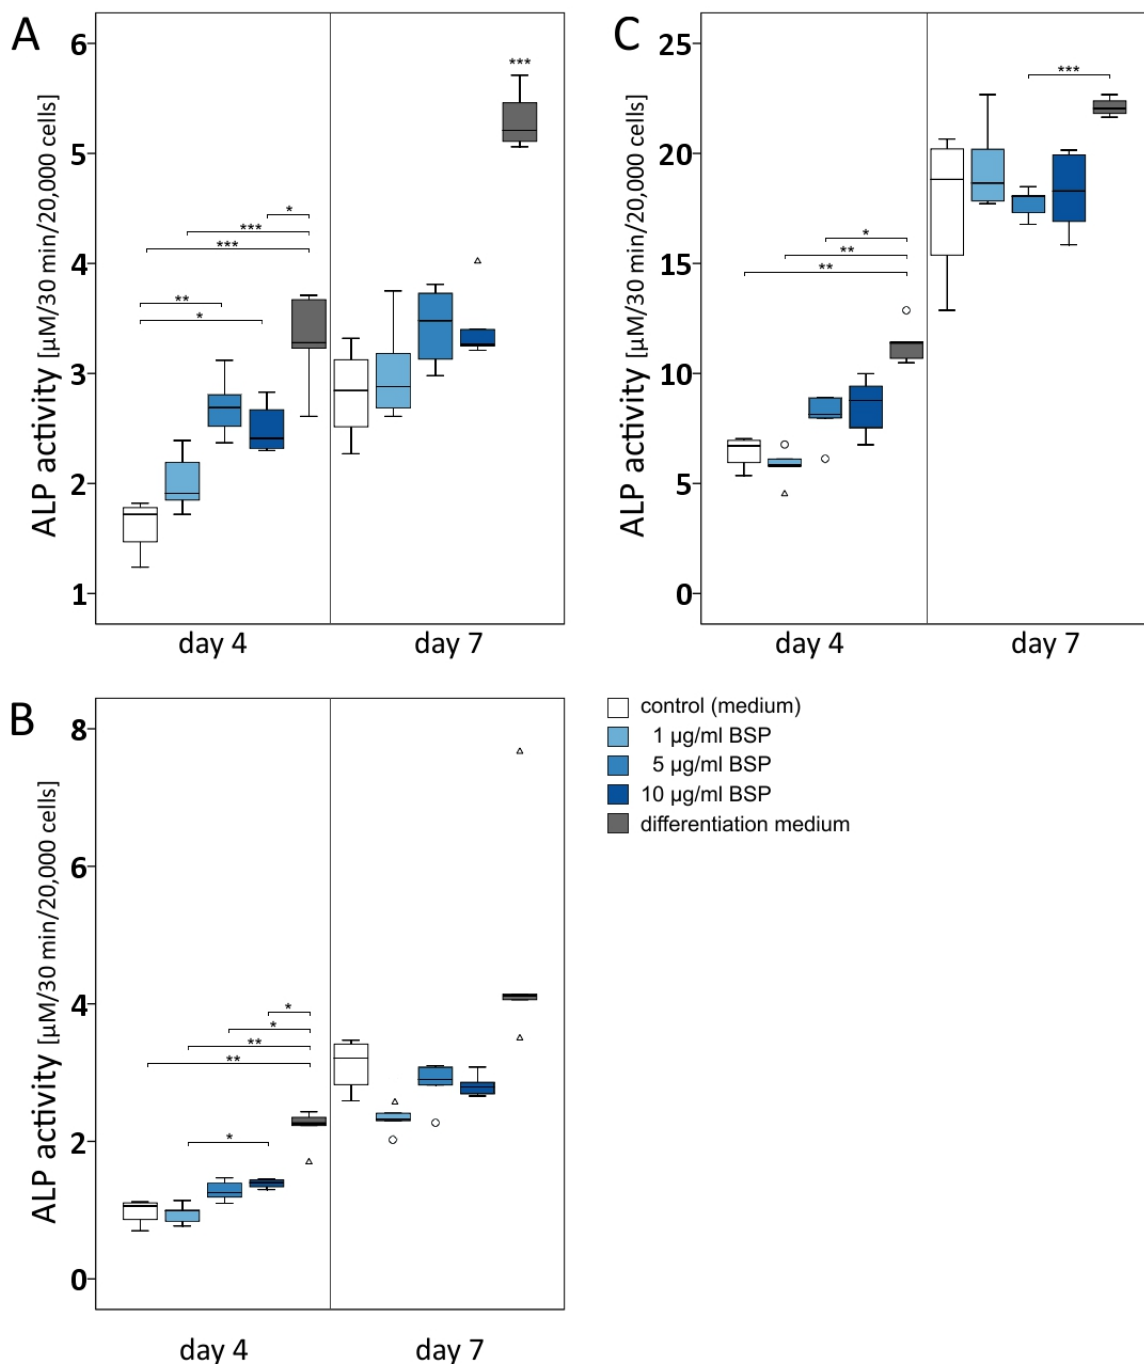 A
ALP activity [µM/30 min/20,000 cells]
6
5
4
3
2
1
***
*
***
***
**
*
day 4
day 7
C
ALP activity [µM/30 min/20,000 cells]
25
20
15
10
5
0
***
*
**
**
day 4
day 7
B
ALP activity [µM/30 min/20,000 cells]
8
6
4
2
0
*
*
**
**
*
day 4
day 7
control (medium)
1 µg/ml BSP
5 µg/ml BSP
10 µg/ml BSP
differentiation medium